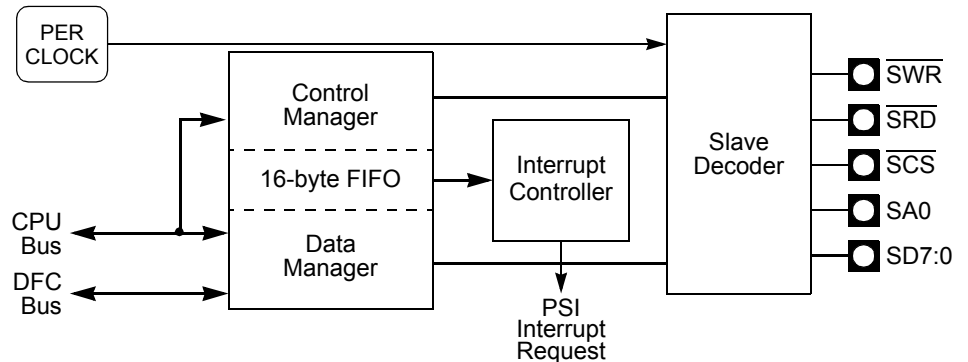 PER
CLOCK
Control
Manager
16-byte FIFO
Data
Manager
CPU
Bus
DFC
Bus
Interrupt
Controller
PSI
Interrupt
Request
Slave
Decoder
SWR
SRD
SCS
SA0
SD7:0